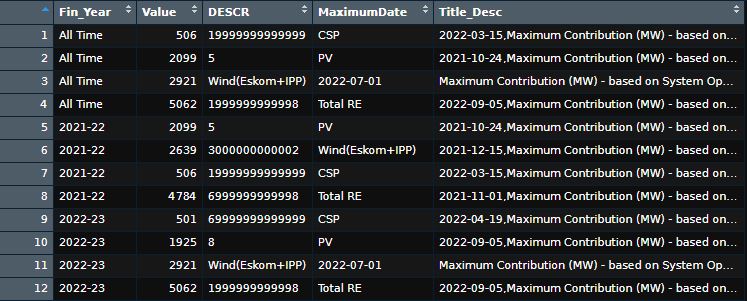 Fin_Year Value DESCR MaximumDate Title_Desc
1 All Time 506 19999999999999 CSP 2022-03-15,Maximum Contribution (MW) - based on...
2 All Time 2099 5 PV 2021-10-24,Maximum Contribution (MW) - based on...
3 All Time 2921 Wind(Eskom+IPP) 2022-07-01 Maximum Contribution (MW) - based on System Op...
4 All Time 5062 1999999999998 Total RE 2022-09-05,Maximum Contribution (MW) - based on...
5 2021-22 2099 5 PV 2021-10-24,Maximum Contribution (MW) - based on...
6 2021-22 2639 3000000000002 Wind(Eskom+IPP) 2021-12-15,Maximum Contribution (MW) - based on...
7 2021-22 506 19999999999999 CSP 2022-03-15,Maximum Contribution (MW) - based on...
8 2021-22 4784 6999999999998 Total RE 2021-11-01,Maximum Contribution (MW) - based on...
9 2022-23 501 69999999999999 CSP 2022-04-19,Maximum Contribution (MW) - based on...
10 2022-23 1925 8 PV 2022-09-05,Maximum Contribution (MW) - based on...
11 2022-23 2921 Wind(Eskom+IPP) 2022-07-01 Maximum Contribution (MW) - based on System Op...
12 2022-23 5062 1999999999998 Total RE 2022-09-05,Maximum Contribution (MW) - based on...